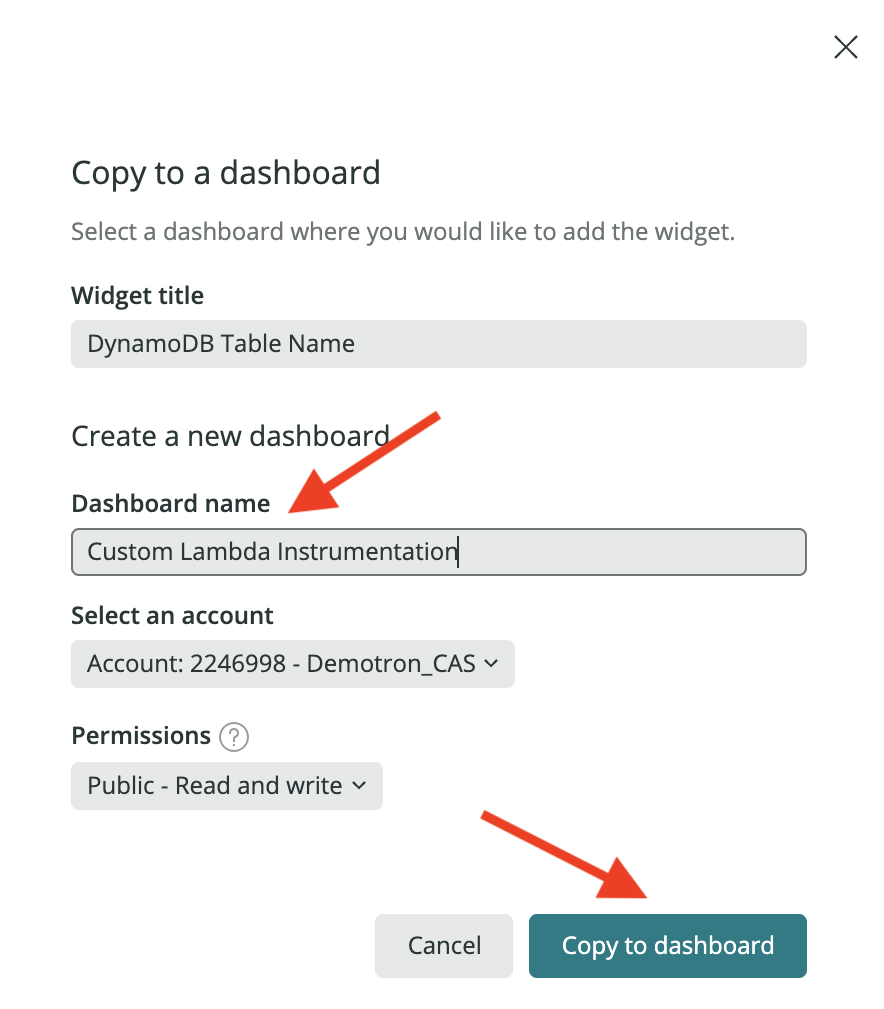 Copy to a dashboard
Select a dashboard where you would like to add the widget.
Widget title
DynamoDB Table Name
Create a new dashboard
Dashboard name
Custom Lambda Instrumentation
Select an account
Account: 2246998 - Demotron_CAS
Permissions ?
Public - Read and write
Cancel
Copy to dashboard